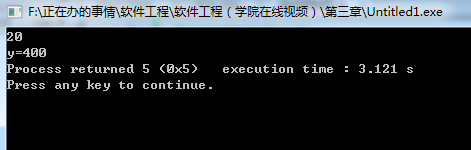 F:\正在办的事情\软件工程\软件工程（学院在线视频）\第三章\Untitled1.exe
20
y=400
Process returned 5 (0x5)   execution time : 3.121 s
Press any key to continue.